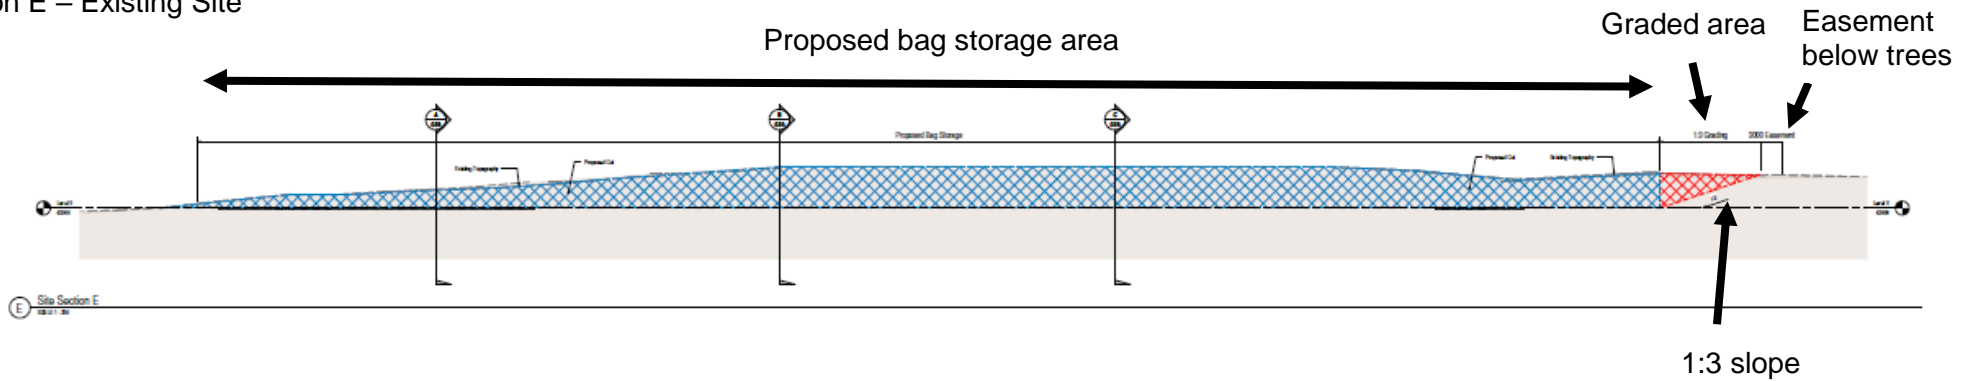 on E – Existing Site
Proposed bag storage area
Graded area
Easement
below trees
A
B
C
Proposed Bag Storage
1:3 Grading
3000 Easement
Existing Topography
Proposed Cut
Proposed Cut
Existing Topography
E
Site Section E
1:3 slope